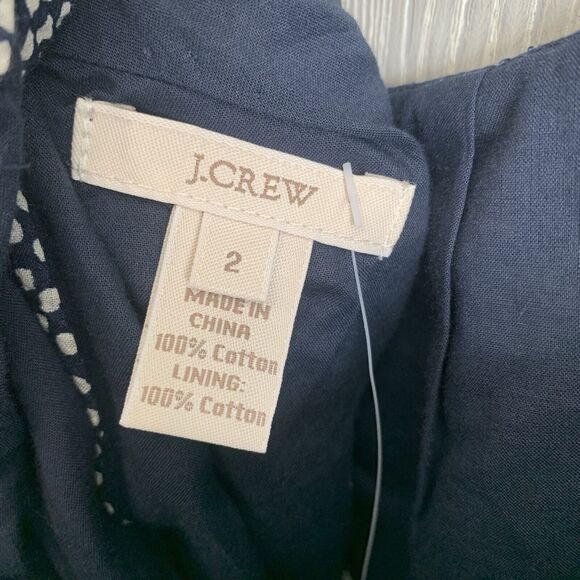 J.CREW
2
MADE IN
CHINA
100% Cotton
LINING:
100% Cotton